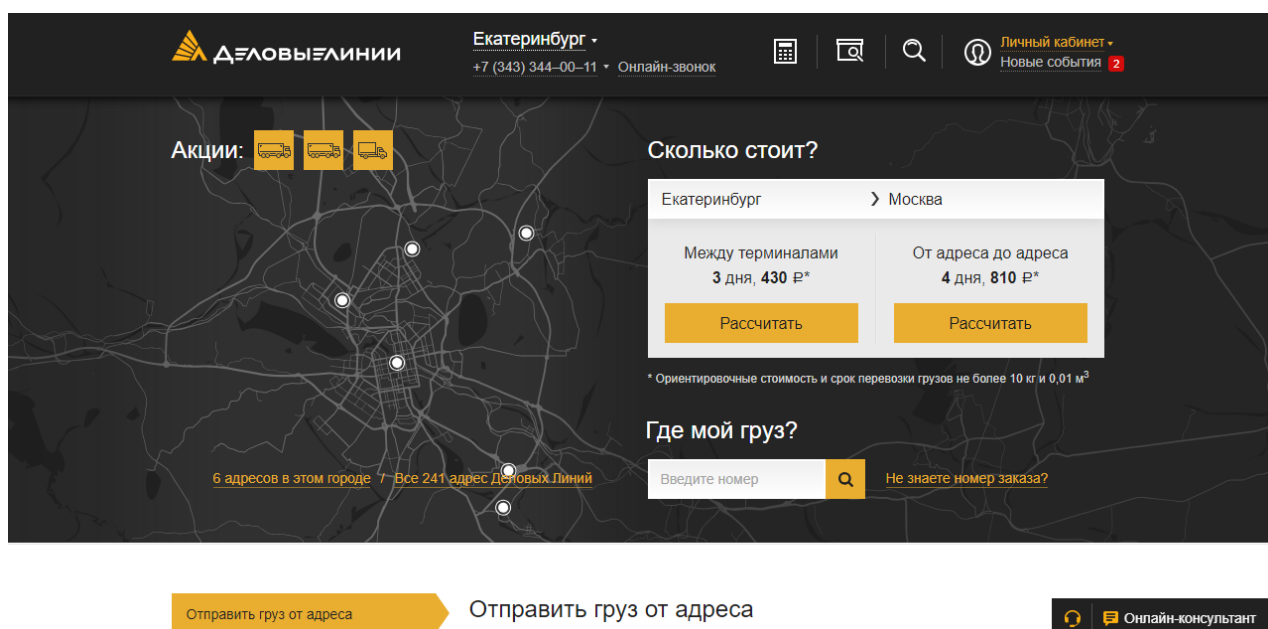 ДЕЛОВЫЕЛИНИИ
Екатеринбург
+7 (343) 344–00–11 Онлайн-звонок
Личный кабинет
Новые события 2
Акции:
6 адресов в этом городе / Все 241 адрес Деловых Линий
Сколько стоит?
Екатеринбург Москва
Между терминалами От адреса до адреса
3 дня, 430 ₽* 4 дня, 810 ₽*
Рассчитать Рассчитать
* Ориентировочные стоимость и срок перевозки грузов не более 10 кг и 0,01 м³
Где мой груз?
Введите номер Не знаете номер заказа?
Отправить груз от адреса Отправить груз от адреса
Онлайн-консультант